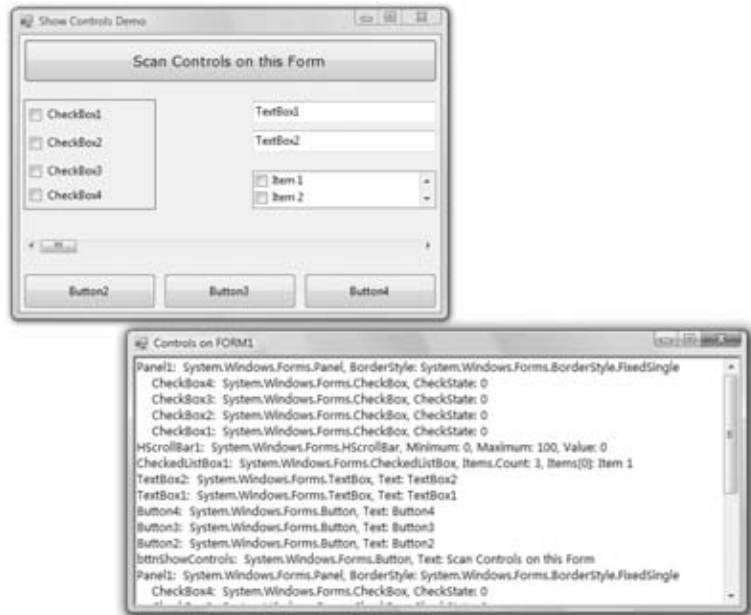 Show Controls Demo
Scan Controls on this Form
CheckBox1
CheckBox2
CheckBox3
CheckBox4
TextBox1
TextBox2
Item 1
Item 2
Button2
Button3
Button4
Controls on FORM1
Panel1: System.Windows.Forms.Panel, BorderStyle: System.Windows.Forms.BorderStyle.FixedSingle
CheckBox4: System.Windows.Forms.CheckBox, CheckState: 0
CheckBox3: System.Windows.Forms.CheckBox, CheckState: 0
CheckBox2: System.Windows.Forms.CheckBox, CheckState: 0
CheckBox1: System.Windows.Forms.CheckBox, CheckState: 0
HScrollBar1: System.Windows.Forms.HScrollBar, Minimum: 0, Maximum: 100, Value: 0
CheckedListBox1: System.Windows.Forms.CheckedListBox, Items.Count: 3, Items[0]: Item 1
TextBox2: System.Windows.Forms.TextBox, Text: TextBox2
TextBox1: System.Windows.Forms.TextBox, Text: TextBox1
Button4: System.Windows.Forms.Button, Text: Button4
Button3: System.Windows.Forms.Button, Text: Button3
Button2: System.Windows.Forms.Button, Text: Button2
bttnShowControls: System.Windows.Forms.Button, Text: Scan Controls on this Form
Panel1: System.Windows.Forms.Panel, BorderStyle: System.Windows.Forms.BorderStyle.FixedSingle
CheckBox4: System.Windows.Forms.CheckBox, CheckState: 0